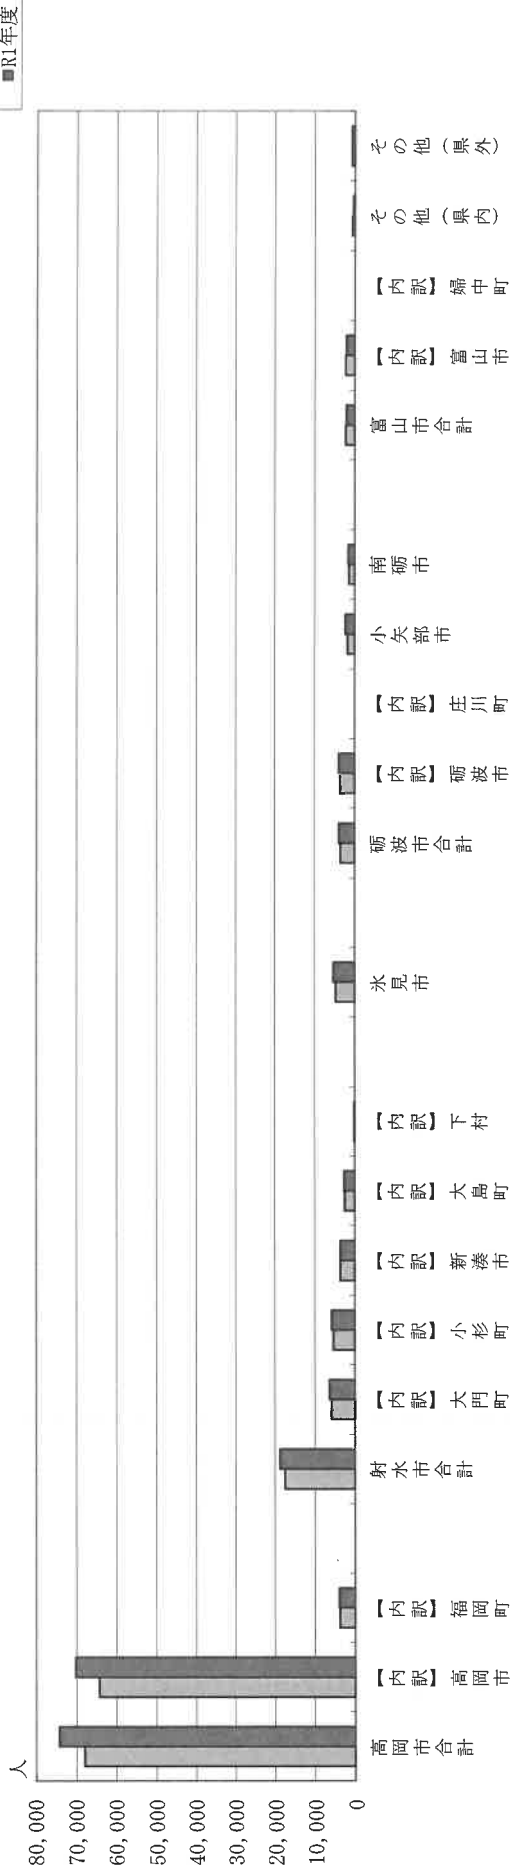 ■R1年度
人
80,000
70,000
60,000
50,000
40,000
30,000
20,000
10,000
0
高岡市合計
【内訳】高岡市
【内訳】福岡町
射水市合計
【内訳】大門町
【内訳】小杉町
【内訳】新湊市
【内訳】大島町
【内訳】下村
氷見市
砺波市合計
【内訳】砺波市
【内訳】庄川町
小矢部市
南砺市
富山市合計
【内訳】富山市
【内訳】婦中町
その他（県内）
その他（県外）